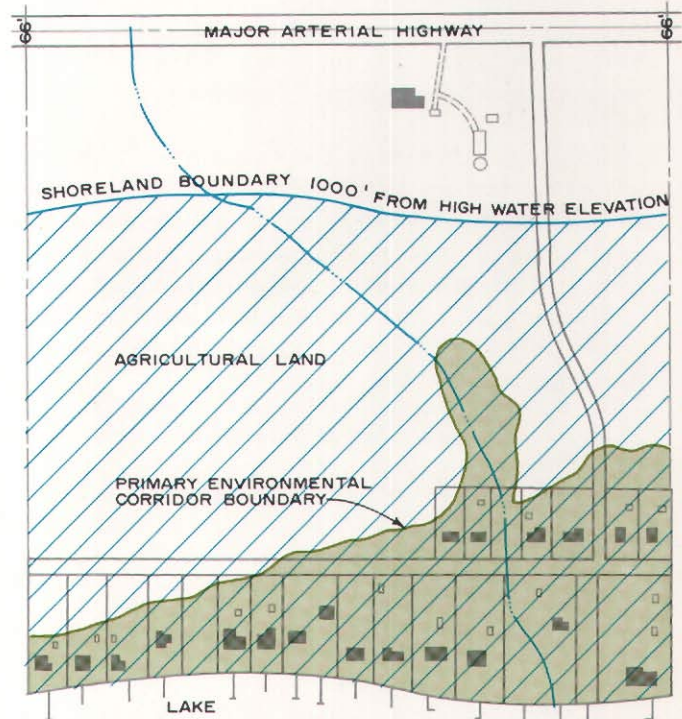 66'
MAJOR ARTERIAL HIGHWAY
66'
SHORELAND BOUNDARY 1000' FROM HIGH WATER ELEVATION
AGRICULTURAL LAND
PRIMARY ENVIRONMENTAL
CORRIDOR BOUNDARY
LAKE